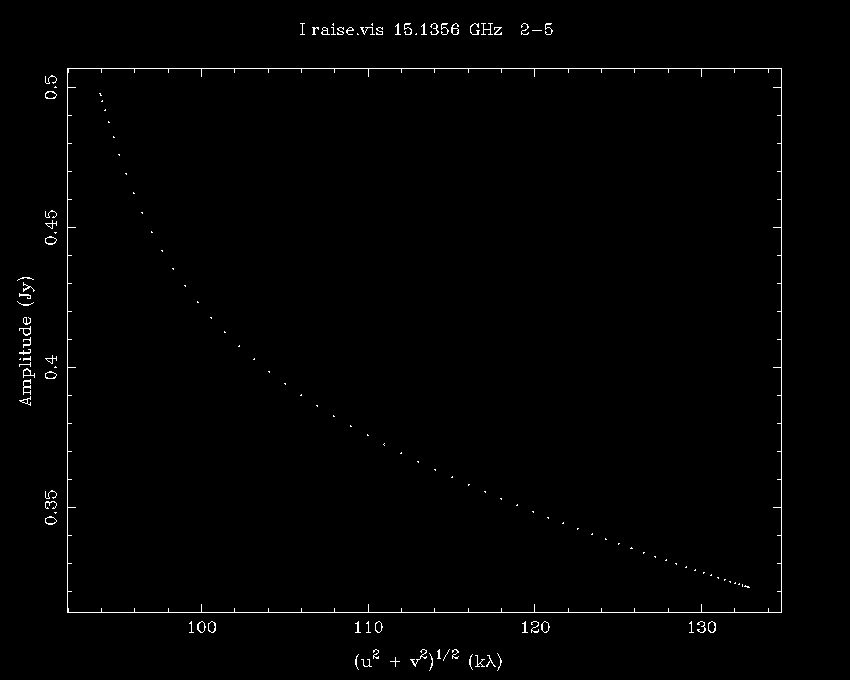 I raise.vis 15.1356 GHz 2-5
0.5
0.45
0.4
0.35
Amplitude (Jy)
100 110 120 130
(u² + v²)^1/2 (kλ)